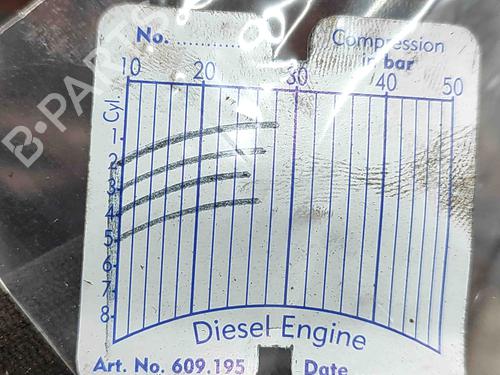 No. ............
Compression
in bar
10 20 30 40 50
Cyl.
1
2
3
4
5
6
7
8
Diesel Engine
Art. No. 609.195 Date
B-PARTS